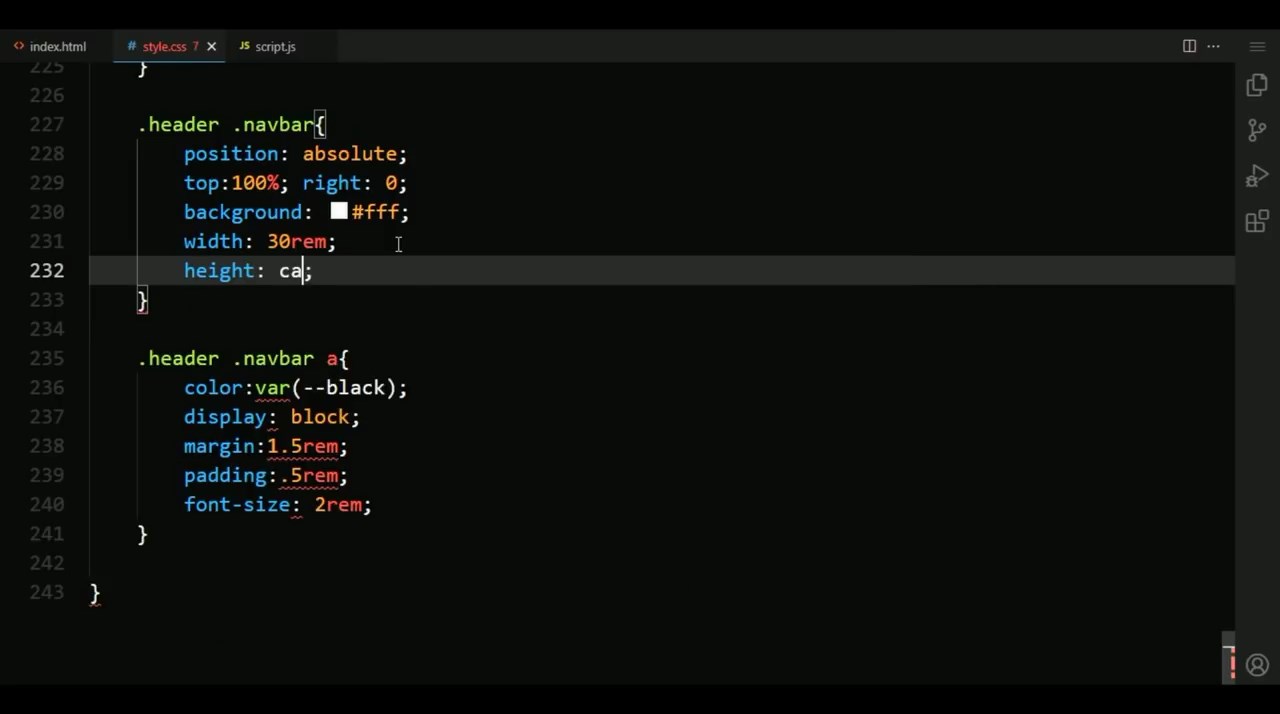 index.html
# style.css 7
JS script.js
225 }
226
227 .header .navbar{
228 position: absolute;
229 top:100%; right: 0;
230 background: #fff;
231 width: 30rem;
232 height: ca;
233 }
234
235 .header .navbar a{
236 color:var(--black);
237 display: block;
238 margin:1.5rem;
239 padding:.5rem;
240 font-size: 2rem;
241 }
242
243 }